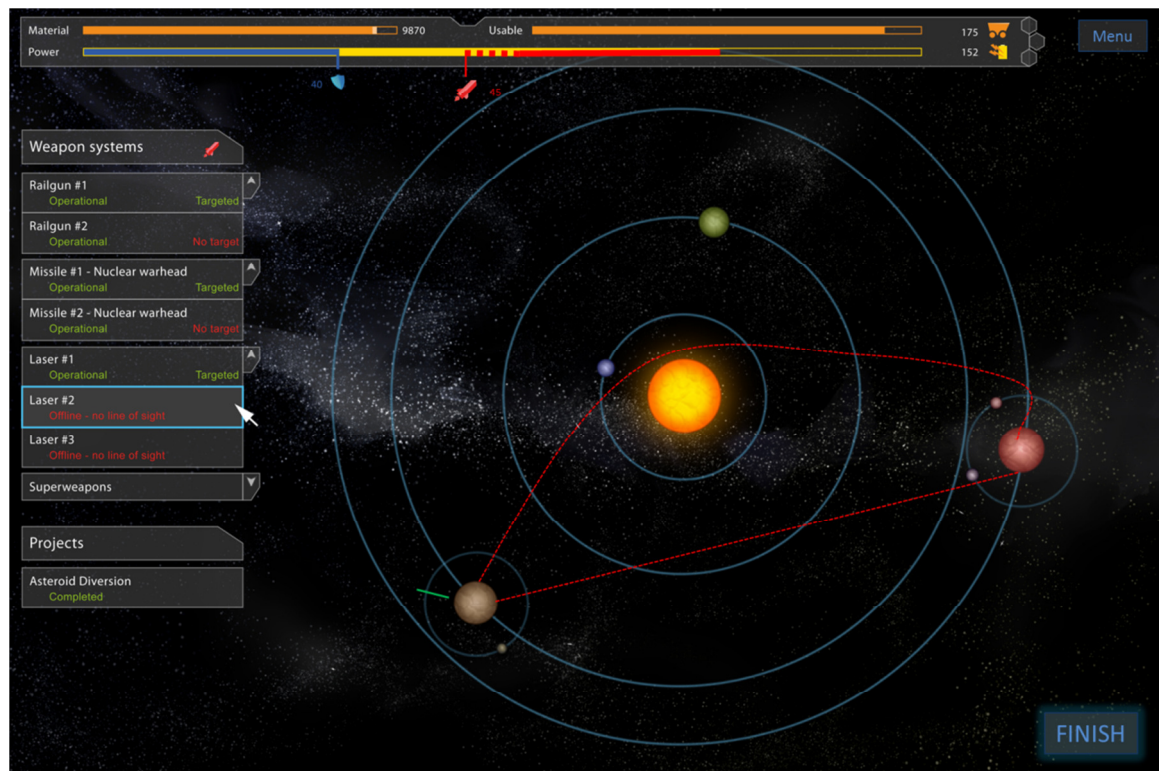 Material 9870 Usable 175
Power 152
40 45
Menu
Weapon systems
Railgun #1
Operational Targeted
Railgun #2
Operational No target
Missile #1 - Nuclear warhead
Operational Targeted
Missile #2 - Nuclear warhead
Operational No target
Laser #1
Operational Targeted
Laser #2
Offline - no line of sight
Laser #3
Offline - no line of sight
Superweapons
Projects
Asteroid Diversion
Completed
FINISH